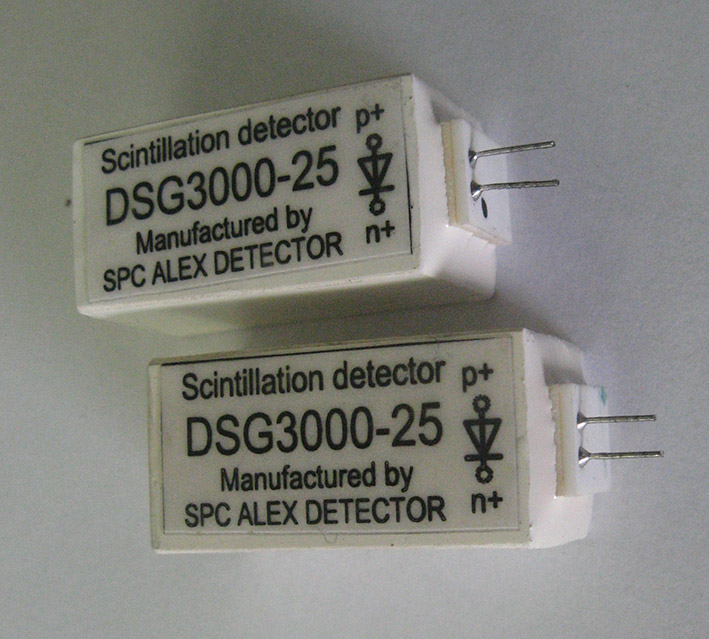 Scintillation detector
DSG3000-25
Manufactured by
SPC ALEX DETECTOR
p+
n+
Scintillation detector
DSG3000-25
Manufactured by
SPC ALEX DETECTOR
p+
n+